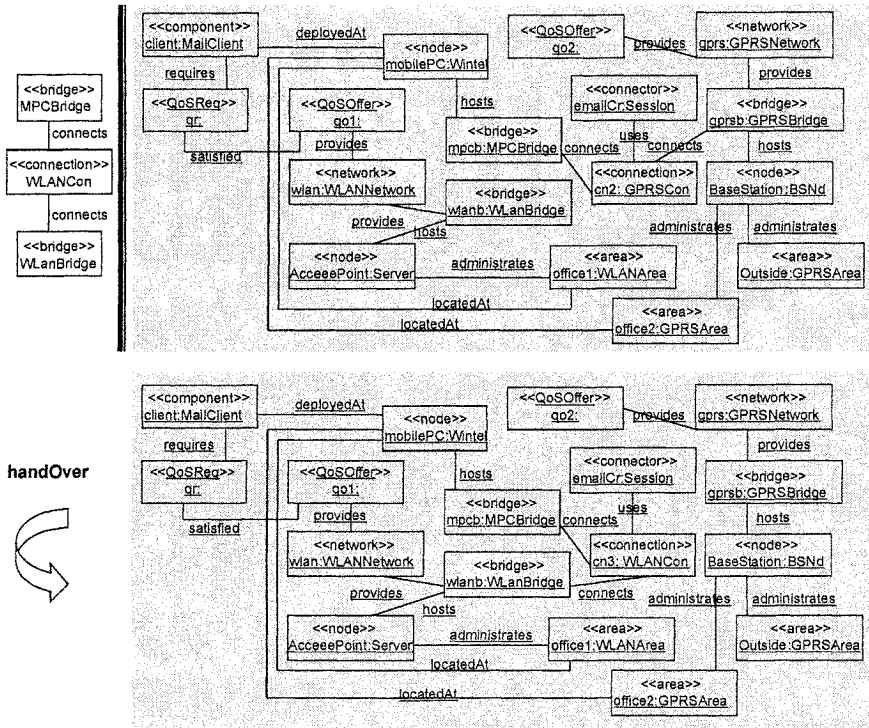 <<bridge>>
MPCBridge
connects
<<connection>>
WLANCon
connects
<<bridge>>
WLanBridge
<<component>>
client:MailClient
deployedAt
<<node>>
mobilePC:Wintel
<<QoSOffer>>
qo2:
provides
<<network>>
gprs:GPRSNetwork
requires
hosts
provides
<<QoSReq>>
qr:
<<QoSOffer>>
qo1:
<<connector>>
emailCr:Session
<<bridge>>
gprsb:GPRSBridge
satisfied
provides
<<bridge>>
mpcb:MPCBridge
connects
uses
connects
hosts
<<network>>
wlan:WLANNetwork
<<bridge>>
wlanb:WLanBridge
<<connection>>
cn2: GPRSCon
<<node>>
BaseStation:BSNd
provides
hosts
administrates
administrates
<<node>>
AcceeePoint:Server
administrates
<<area>>
office1:WLANArea
<<area>>
Outside:GPRSArea
locatedAt
locatedAt
<<area>>
office2:GPRSArea
handOver
<<component>>
client:MailClient
deployedAt
<<node>>
mobilePC:Wintel
<<QoSOffer>>
qo2:
provides
<<network>>
gprs:GPRSNetwork
requires
hosts
provides
<<QoSReq>>
qr:
<<QoSOffer>>
qo1:
<<connector>>
emailCr:Session
<<bridge>>
gprsb:GPRSBridge
satisfied
provides
<<bridge>>
mpcb:MPCBridge
connects
uses
hosts
<<network>>
wlan:WLANNetwork
<<bridge>>
wlanb:WLanBridge
<<connection>>
cn3: WLANCon
<<node>>
BaseStation:BSNd
provides
hosts
connects
administrates
administrates
<<node>>
AcceeePoint:Server
administrates
<<area>>
office1:WLANArea
<<area>>
Outside:GPRSArea
locatedAt
locatedAt
<<area>>
office2:GPRSArea